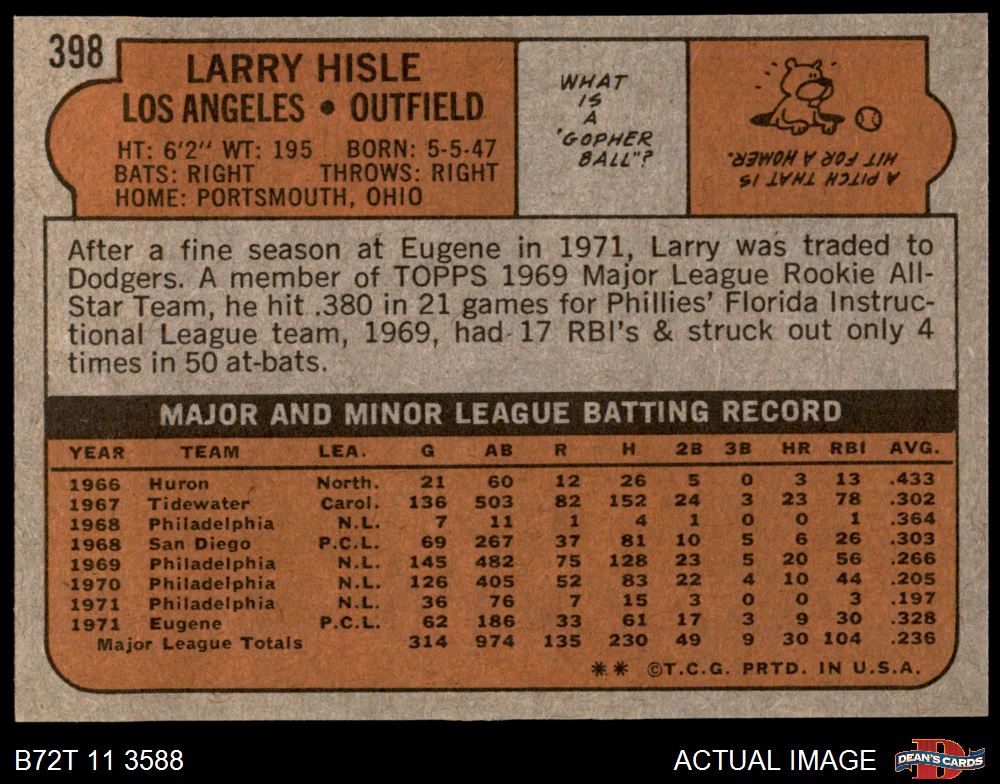 398
LARRY HISLE
LOS ANGELES • OUTFIELD
HT: 6'2" WT: 195 BORN: 5-5-47
BATS: RIGHT THROWS: RIGHT
HOME: PORTSMOUTH, OHIO
WHAT
IS
A
'GOPHER
BALL"?
A PITCH THAT IS
HIT FOR A HOMER.
After a fine season at Eugene in 1971, Larry was traded to
Dodgers. A member of TOPPS 1969 Major League Rookie All-
Star Team, he hit .380 in 21 games for Phillies' Florida Instruc-
tional League team, 1969, had 17 RBI's & struck out only 4
times in 50 at-bats.
MAJOR AND MINOR LEAGUE BATTING RECORD
YEAR TEAM LEA. G AB R H 2B 3B HR RBI AVG.
1966 Huron North. 21 60 12 26 5 0 3 13 .433
1967 Tidewater Carol. 136 503 82 152 24 3 23 78 .302
1968 Philadelphia N.L. 7 11 1 4 1 0 0 1 .364
1968 San Diego P.C.L. 69 267 37 81 10 5 6 26 .303
1969 Philadelphia N.L. 145 482 75 128 23 5 20 56 .266
1970 Philadelphia N.L. 126 405 52 83 22 4 10 44 .205
1971 Philadelphia N.L. 36 76 7 15 3 0 0 3 .197
1971 Eugene P.C.L. 62 186 33 61 17 3 9 30 .328
Major League Totals 314 974 135 230 49 9 30 104 .236
** ©T.C.G. PRTD. IN U.S.A.
B72T 11 3588
ACTUAL IMAGE
D
DEAN'S CARDS